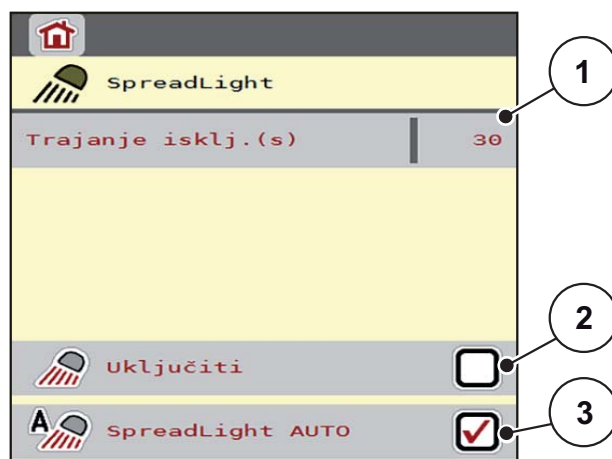 SpreadLight
1
Trajanje isklj.(s) 30
Uključiti
2
A
SpreadLight AUTO
3